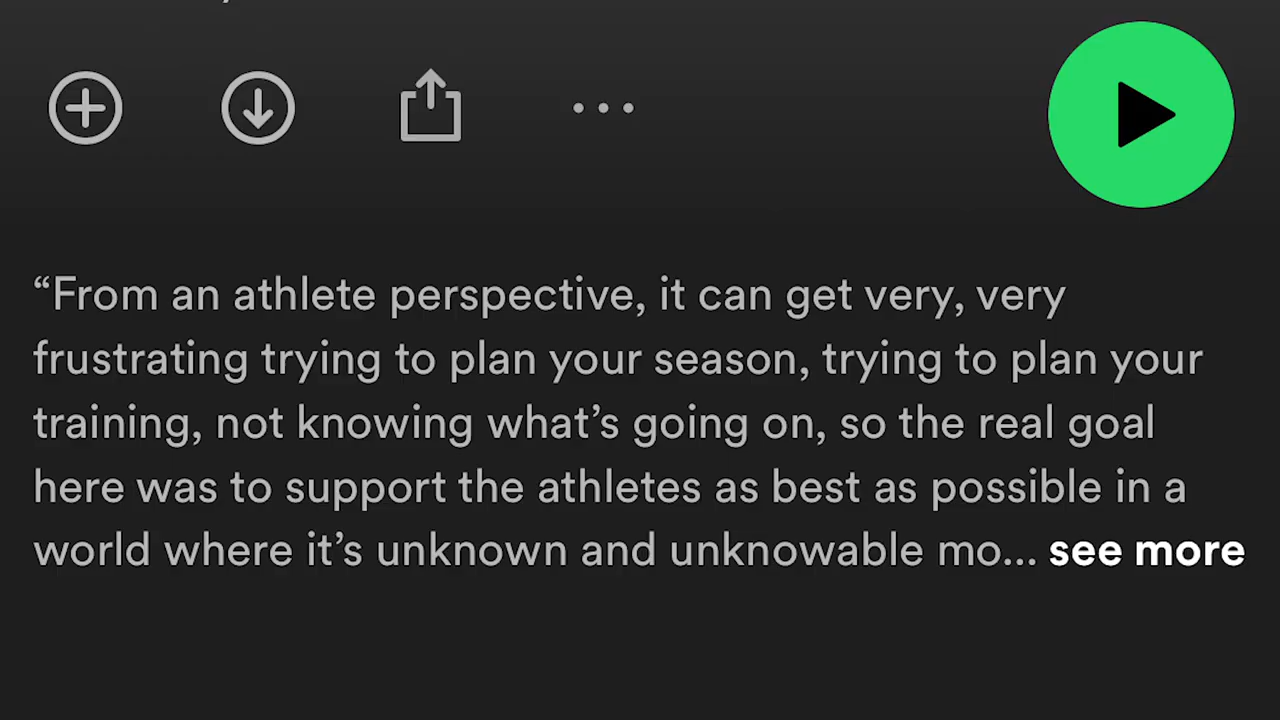 “From an athlete perspective, it can get very, very
frustrating trying to plan your season, trying to plan your
training, not knowing what’s going on, so the real goal
here was to support the athletes as best as possible in a
world where it’s unknown and unknowable mo... see more